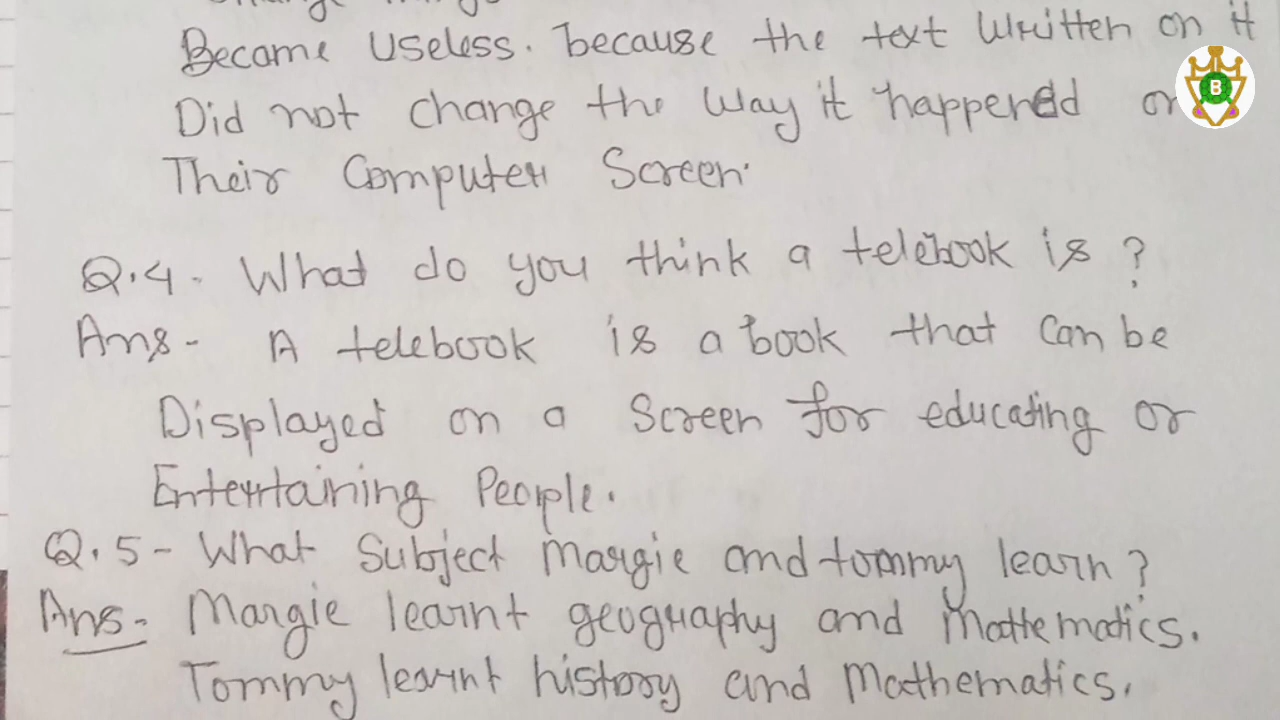 Became Useless. because the text Written on it
Did not change the Way it happened on
Their Computer Screen.
Q.4. What do you think a telebook is ?
Ans - A telebook is a book that Can be
Displayed on a Screen for educating or
Entertaining People.
Q.5 - What Subject Margie and tommy learn ?
Ans - Margie learnt geography and Mathematics.
Tommy learnt history and Mathematics.
B